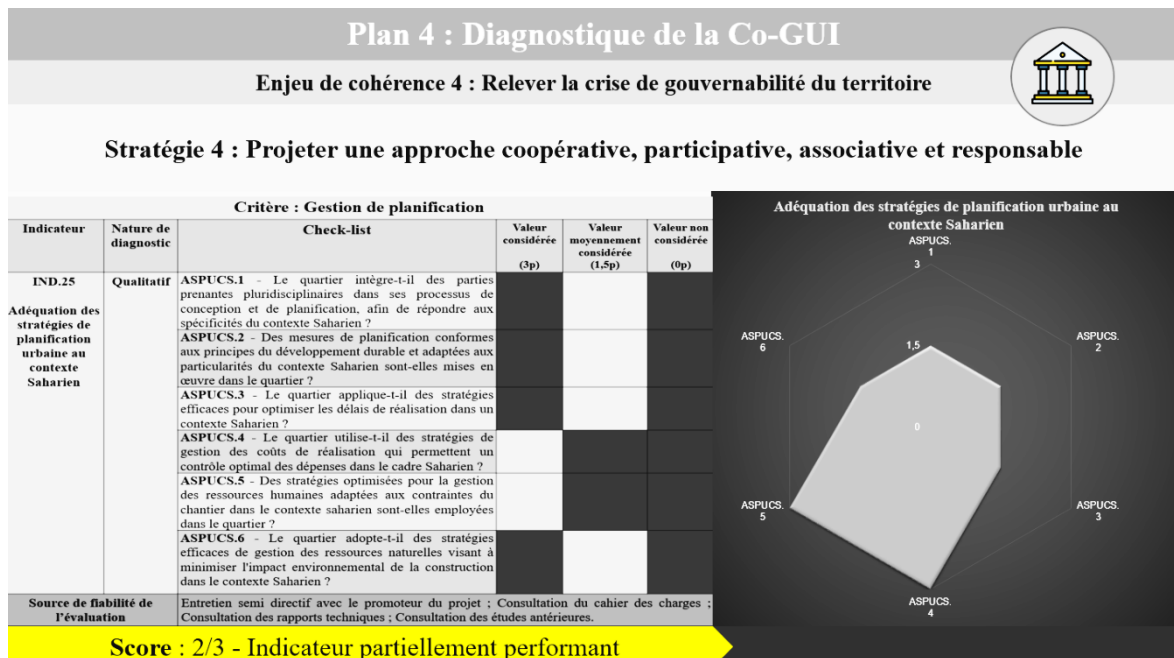 Plan 4 : Diagnostique de la Co-GUI
Enjeu de cohérence 4 : Relever la crise de gouvernabilité du territoire
Stratégie 4 : Projeter une approche coopérative, participative, associative et responsable
Critère : Gestion de planification
Indicateur
Nature de
diagnostic
Check-list
Valeur
considérée
(3p)
Valeur
moyennement
considérée
(1,5p)
Valeur non
considérée
(0p)
IND.25
Adéquation des
stratégies de
planification
urbaine au
contexte
Saharien
Qualitatif
ASPUCS.1 - Le quartier intègre-t-il des parties
prenantes pluridisciplinaires dans ses processus de
conception et de planification, afin de répondre aux
spécificités du contexte Saharien ?
ASPUCS.2 - Des mesures de planification conformes
aux principes du développement durable et adaptées aux
particularités du contexte Saharien sont-elles mises en
œuvre dans le quartier ?
ASPUCS.3 - Le quartier applique-t-il des stratégies
efficaces pour optimiser les délais de réalisation dans un
contexte Saharien ?
ASPUCS.4 - Le quartier utilise-t-il des stratégies de
gestion des coûts de réalisation qui permettent un
contrôle optimal des dépenses dans le cadre Saharien ?
ASPUCS.5 - Des stratégies optimisées pour la gestion
des ressources humaines adaptées aux contraintes du
chantier dans le contexte saharien sont-elles employées
dans le quartier ?
ASPUCS.6 - Le quartier adopte-t-il des stratégies
efficaces de gestion des ressources naturelles visant à
minimiser l'impact environnemental de la construction
dans le contexte Saharien ?
Source de fiabilité de
l'évaluation
Entretien semi directif avec le promoteur du projet ; Consultation du cahier des charges ;
Consultation des rapports techniques ; Consultation des études antérieures.
Score : 2/3 - Indicateur partiellement performant
Adéquation des stratégies de planification urbaine au
contexte Saharien
ASPUCS.
1
3
1,5
0
ASPUCS.
2
ASPUCS.
3
ASPUCS.
4
ASPUCS.
5
ASPUCS.
6